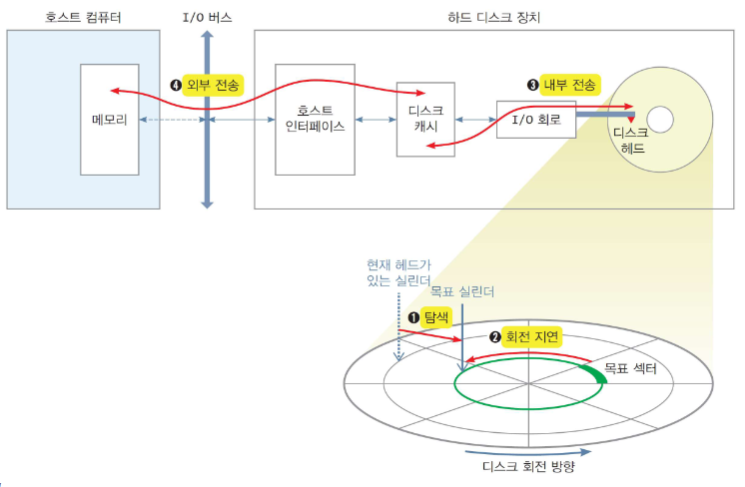 호스트 컴퓨터
I/O 버스
하드 디스크 장치
❹ 외부 전송
❸ 내부 전송
메모리
호스트
인터페이스
디스크
캐시
I/O 회로
디스크
헤드
현재 헤드가
있는 실린더
목표 실린더
❶ 탐색
❷ 회전 지연
목표 섹터
디스크 회전 방향